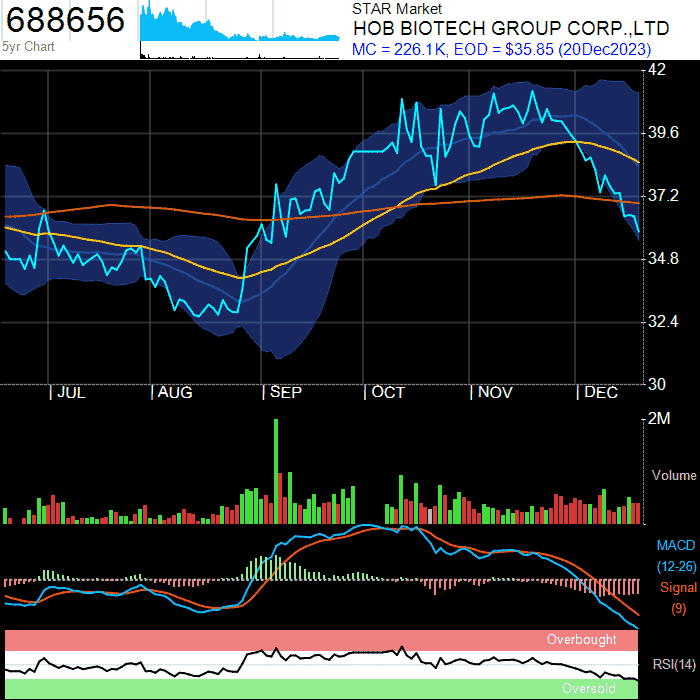 688656
5yr Chart
STAR Market
HOB BIOTECH GROUP CORP.,LTD
MC = 226.1K, EOD = $35.85 (20Dec2023)
42
39.6
37.2
34.8
32.4
30
JUL
AUG
SEP
OCT
NOV
DEC
2M
Volume
MACD
(12-26)
Signal
(9)
Overbought
RSI(14)
Oversold